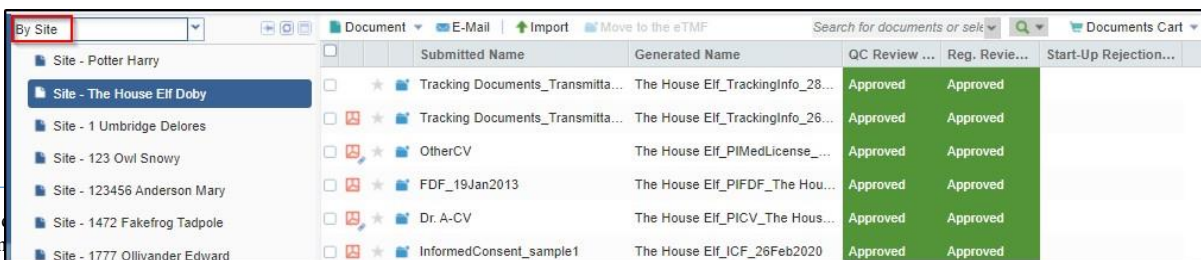 By Site
Document E-Mail Import Move to the eTMF Search for documents or sele Documents Cart
Submitted Name Generated Name QC Review ... Reg. Revie... Start-Up Rejection...
Site - Potter Harry
Site - The House Elf Doby
Site - 1 Umbridge Delores
Site - 123 Owl Snowy
Site - 123456 Anderson Mary
Site - 1472 Fakefrog Tadpole
Site - 1777 Ollivander Edward
Tracking Documents_Transmitta... The House Elf_TrackingInfo_28... Approved Approved
Tracking Documents_Transmitta... The House Elf_TrackingInfo_26... Approved Approved
OtherCV The House Elf_PIMedLicense_... Approved Approved
FDF_19Jan2013 The House Elf_PIFDF_The Hou... Approved Approved
Dr. A-CV The House Elf_PICV_The Hous... Approved Approved
InformedConsent_sample1 The House Elf_ICF_26Feb2020 Approved Approved